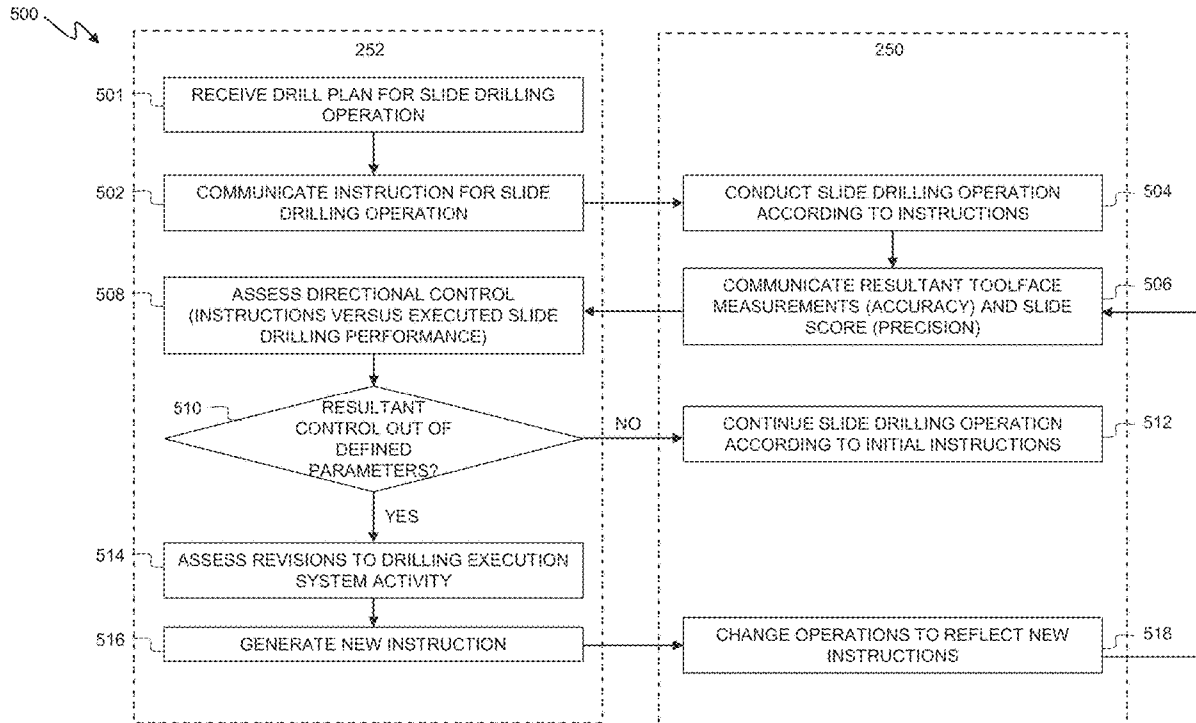 500
252
250
501
RECEIVE DRILL PLAN FOR SLIDE DRILLING
OPERATION
502
COMMUNICATE INSTRUCTION FOR SLIDE
DRILLING OPERATION
CONDUCT SLIDE DRILLING OPERATION
ACCORDING TO INSTRUCTIONS
504
508
ASSESS DIRECTIONAL CONTROL
(INSTRUCTIONS VERSUS EXECUTED SLIDE
DRILLING PERFORMANCE)
COMMUNICATE RESULTANT TOOLFACE
MEASUREMENTS (ACCURACY) AND SLIDE
SCORE (PRECISION)
506
510
RESULTANT
CONTROL OUT OF
DEFINED
PARAMETERS?
NO
CONTINUE SLIDE DRILLING OPERATION
ACCORDING TO INITIAL INSTRUCTIONS
512
YES
514
ASSESS REVISIONS TO DRILLING EXECUTION
SYSTEM ACTIVITY
516
GENERATE NEW INSTRUCTION
CHANGE OPERATIONS TO REFLECT NEW
INSTRUCTIONS
518